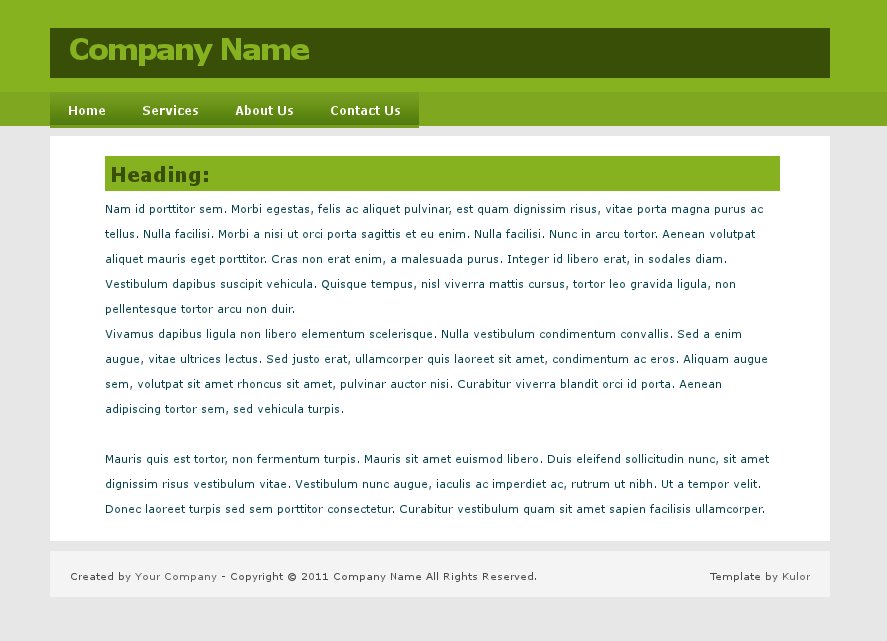 Company Name
Home Services About Us Contact Us
Heading:
Nam id porttitor sem. Morbi egestas, felis ac aliquet pulvinar, est quam dignissim risus, vitae porta magna purus ac
tellus. Nulla facilisi. Morbi a nisi ut orci porta sagittis et eu enim. Nulla facilisi. Nunc in arcu tortor. Aenean volutpat
aliquet mauris eget porttitor. Cras non erat enim, a malesuada purus. Integer id libero erat, in sodales diam.
Vestibulum dapibus suscipit vehicula. Quisque tempus, nisl viverra mattis cursus, tortor leo gravida ligula, non
pellentesque tortor arcu non duir.
Vivamus dapibus ligula non libero elementum scelerisque. Nulla vestibulum condimentum convallis. Sed a enim
augue, vitae ultrices lectus. Sed justo erat, ullamcorper quis laoreet sit amet, condimentum ac eros. Aliquam augue
sem, volutpat sit amet rhoncus sit amet, pulvinar auctor nisi. Curabitur viverra blandit orci id porta. Aenean
adipiscing tortor sem, sed vehicula turpis.
Mauris quis est tortor, non fermentum turpis. Mauris sit amet euismod libero. Duis eleifend sollicitudin nunc, sit amet
dignissim risus vestibulum vitae. Vestibulum nunc augue, iaculis ac imperdiet ac, rutrum ut nibh. Ut a tempor velit.
Donec laoreet turpis sed sem porttitor consectetur. Curabitur vestibulum quam sit amet sapien facilisis ullamcorper.
Created by Your Company - Copyright © 2011 Company Name All Rights Reserved. Template by Kulor